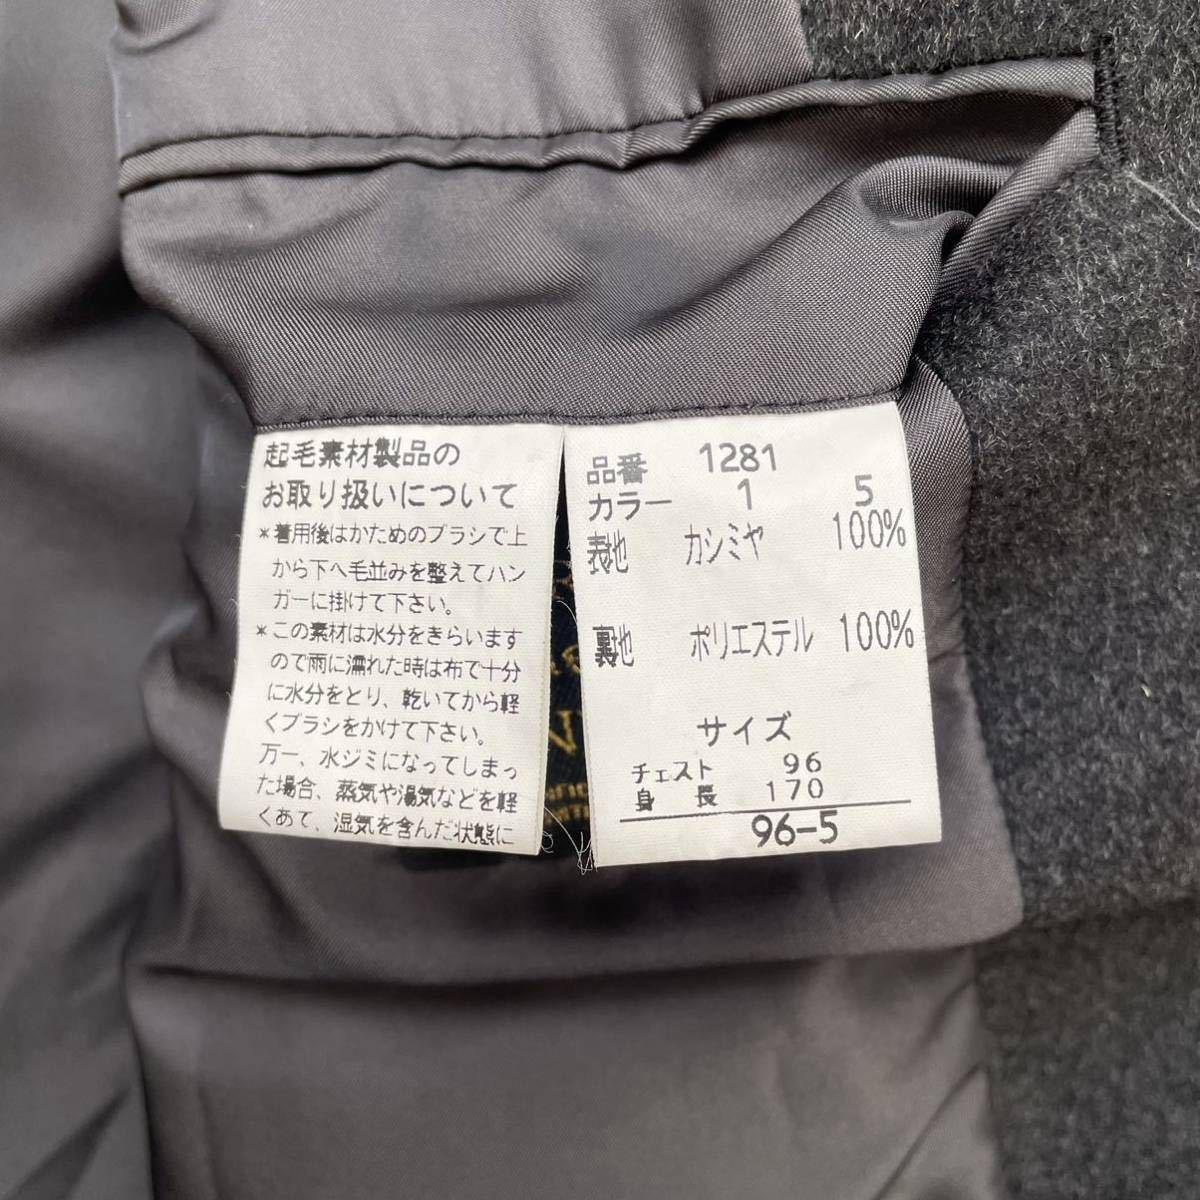 起毛素材製品の
お取り扱いについて
*着用後はかためのブラシで上
から下へ毛並みを整えてハン
ガーに掛けて下さい。
*この素材は水分をきらいます
ので雨に濡れた時は布で十分
に水分をとり、乾いてから軽
くブラシをかけて下さい。
万一、水ジミになってしまっ
た場合、蒸気や湯気などを軽
くあて、湿気を含んだ状態に
品番 1281
カラー 1 5
表地 カシミヤ 100%
裏地 ポリエステル 100%
サイズ
チェスト 96
身長 170
96-5